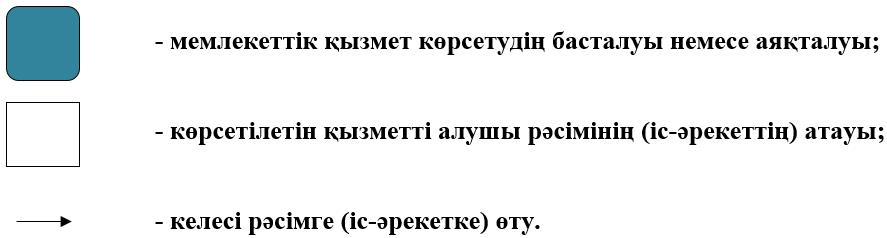 - мемлекеттік қызмет көрсетудің басталуы немесе аяқталуы;
- көрсетілетін қызметті алушы рәсімінің (іс-әрекеттің) атауы;
- келесі рәсімге (іс-әрекетке) өту.